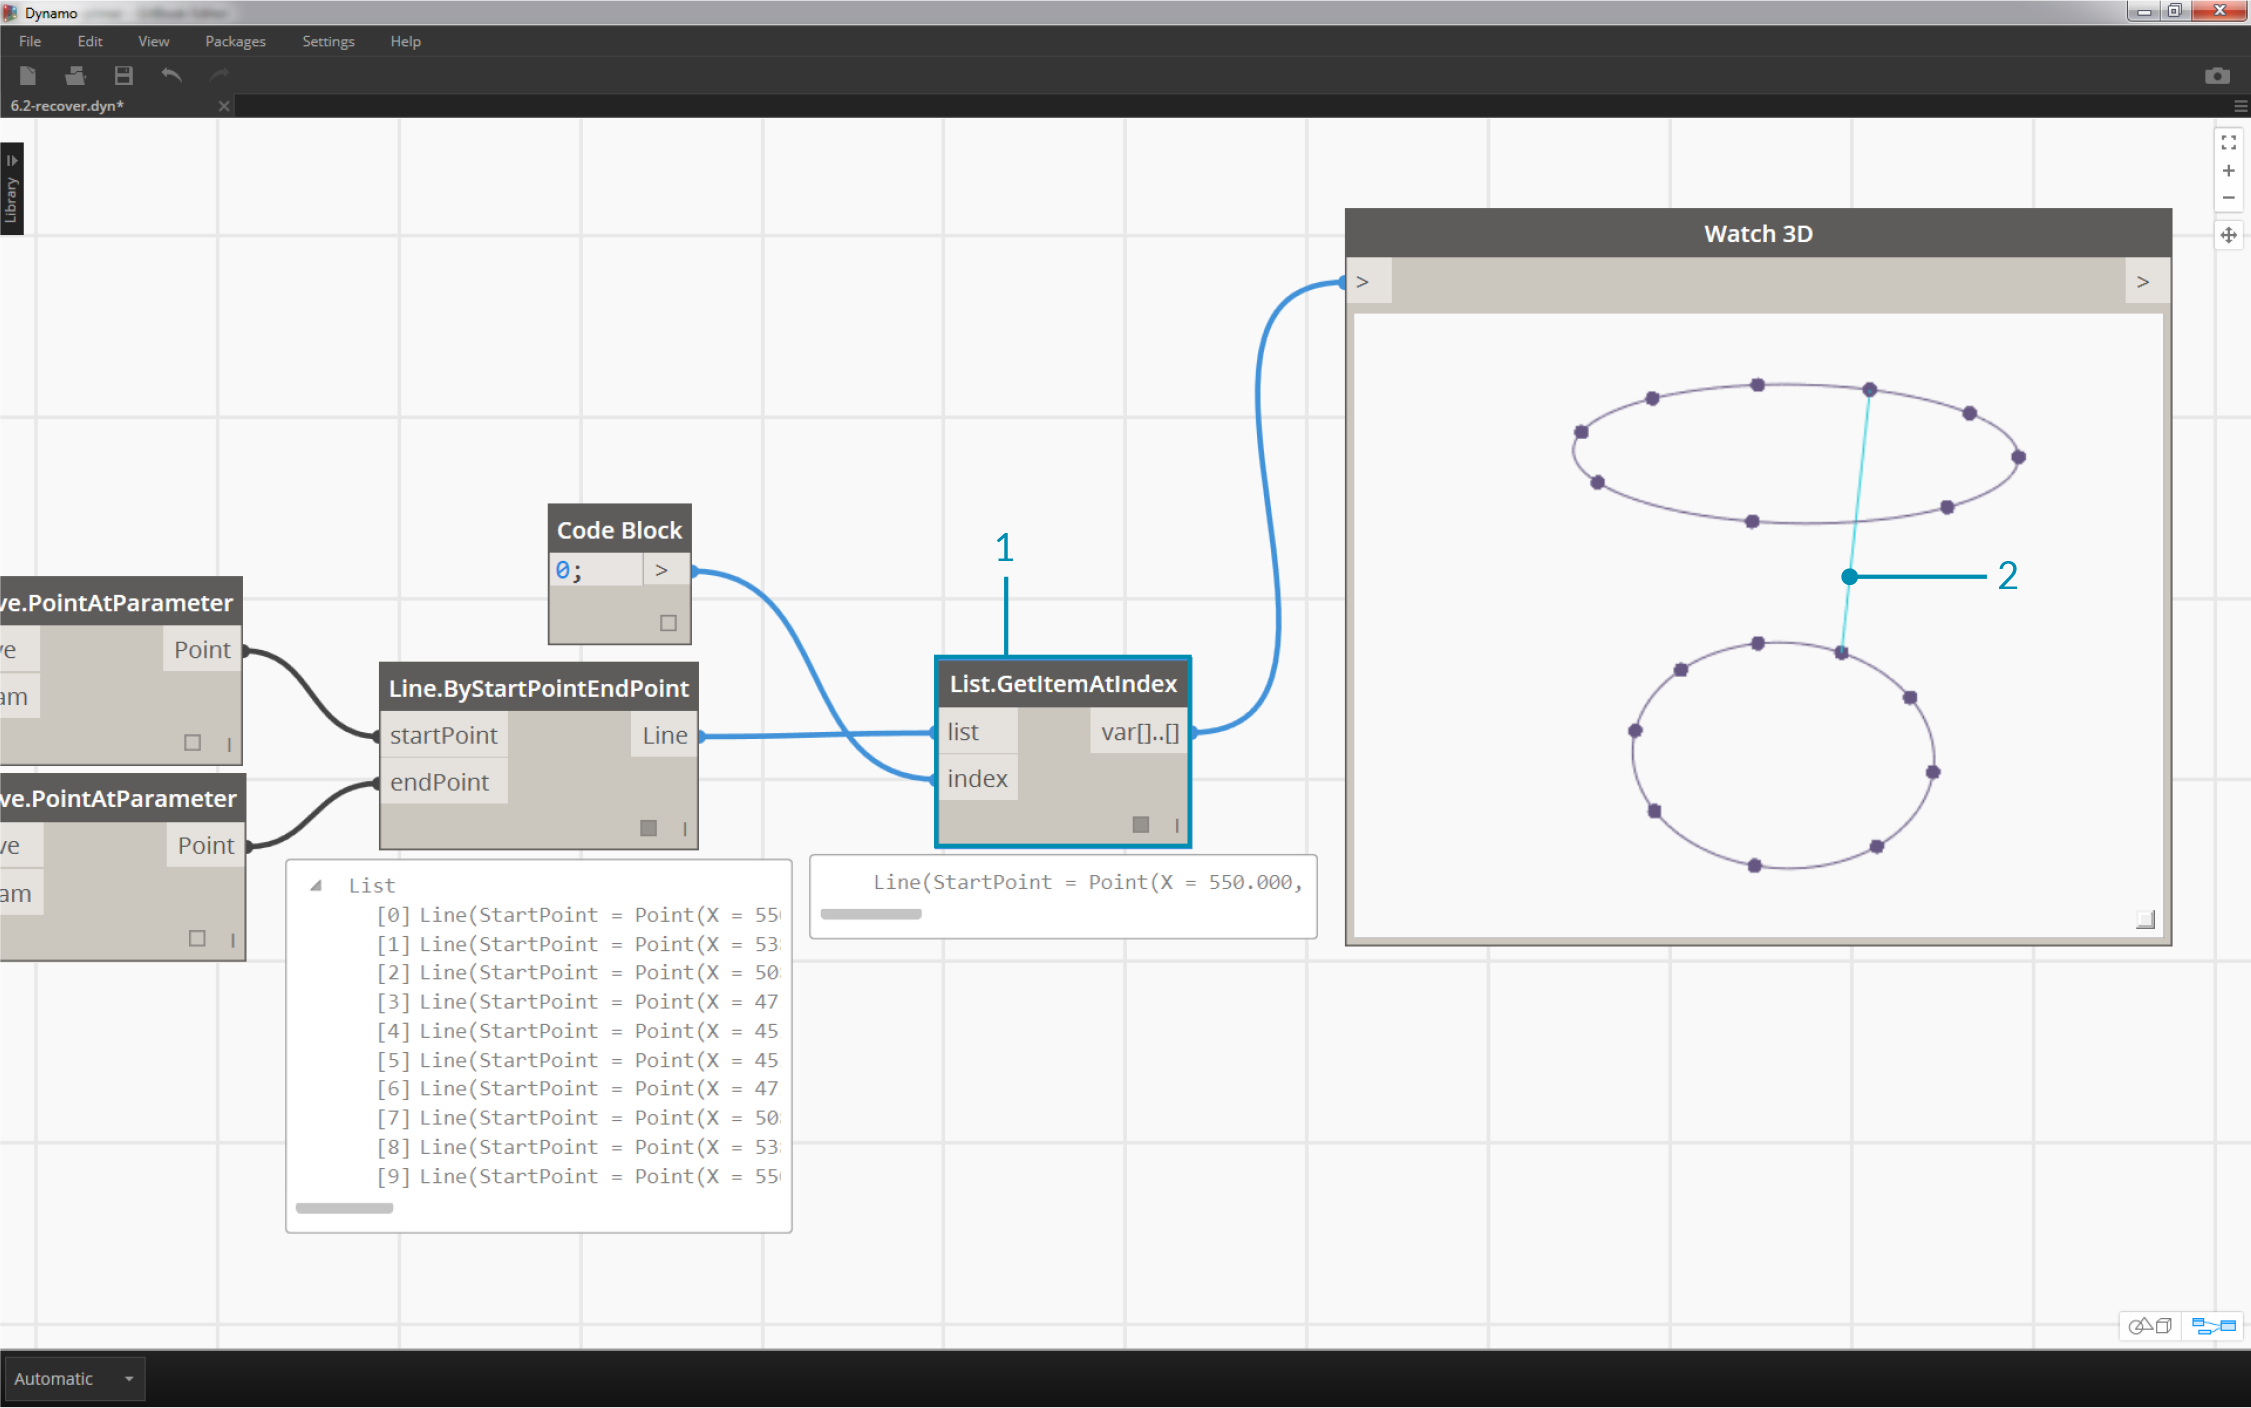 Dynamo
File Edit View Packages Settings Help
6.2-recover.dyn*
Library
Watch 3D
> >
1
2
Code Block
0; >
ve.PointAtParameter
ve Point
am
ve.PointAtParameter
ve Point
am
Line.ByStartPointEndPoint
startPoint Line
endPoint
List.GetItemAtIndex
list var[]..[]
index
List
[0] Line(StartPoint = Point(X = 55
[1] Line(StartPoint = Point(X = 53
[2] Line(StartPoint = Point(X = 50
[3] Line(StartPoint = Point(X = 47
[4] Line(StartPoint = Point(X = 45
[5] Line(StartPoint = Point(X = 45
[6] Line(StartPoint = Point(X = 47
[7] Line(StartPoint = Point(X = 50
[8] Line(StartPoint = Point(X = 53
[9] Line(StartPoint = Point(X = 55
Line(StartPoint = Point(X = 550.000,
Automatic